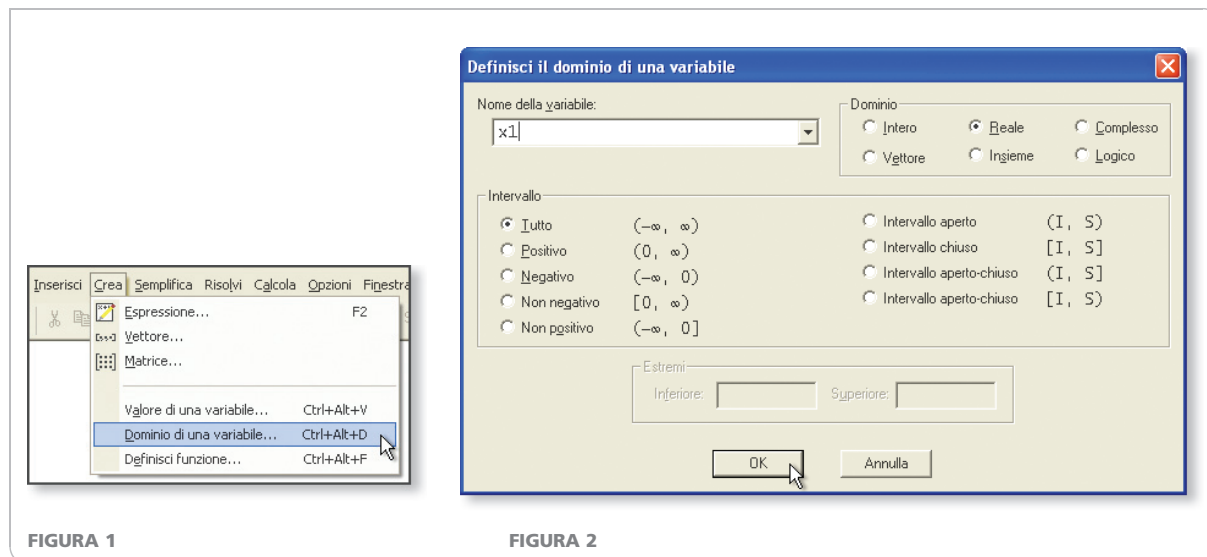 Inserisci Crea Semplifica Risolvi Calcola Opzioni Finestra
Espressione... F2
Vettore...
Matrice...
Valore di una variabile... Ctrl+Alt+V
Dominio di una variabile... Ctrl+Alt+D
Definisci funzione... Ctrl+Alt+F
FIGURA 1
Definisci il dominio di una variabile
Nome della variabile:
x1
Dominio
Intero Reale Complesso
Vettore Insieme Logico
Intervallo
Tutto (-∞, ∞)
Positivo (0, ∞)
Negativo (-∞, 0)
Non negativo [0, ∞)
Non positivo (-∞, 0]
Intervallo aperto (I, S)
Intervallo chiuso [I, S]
Intervallo aperto-chiuso (I, S]
Intervallo aperto-chiuso [I, S)
Estremi
Inferiore: Superiore:
OK Annulla
FIGURA 2